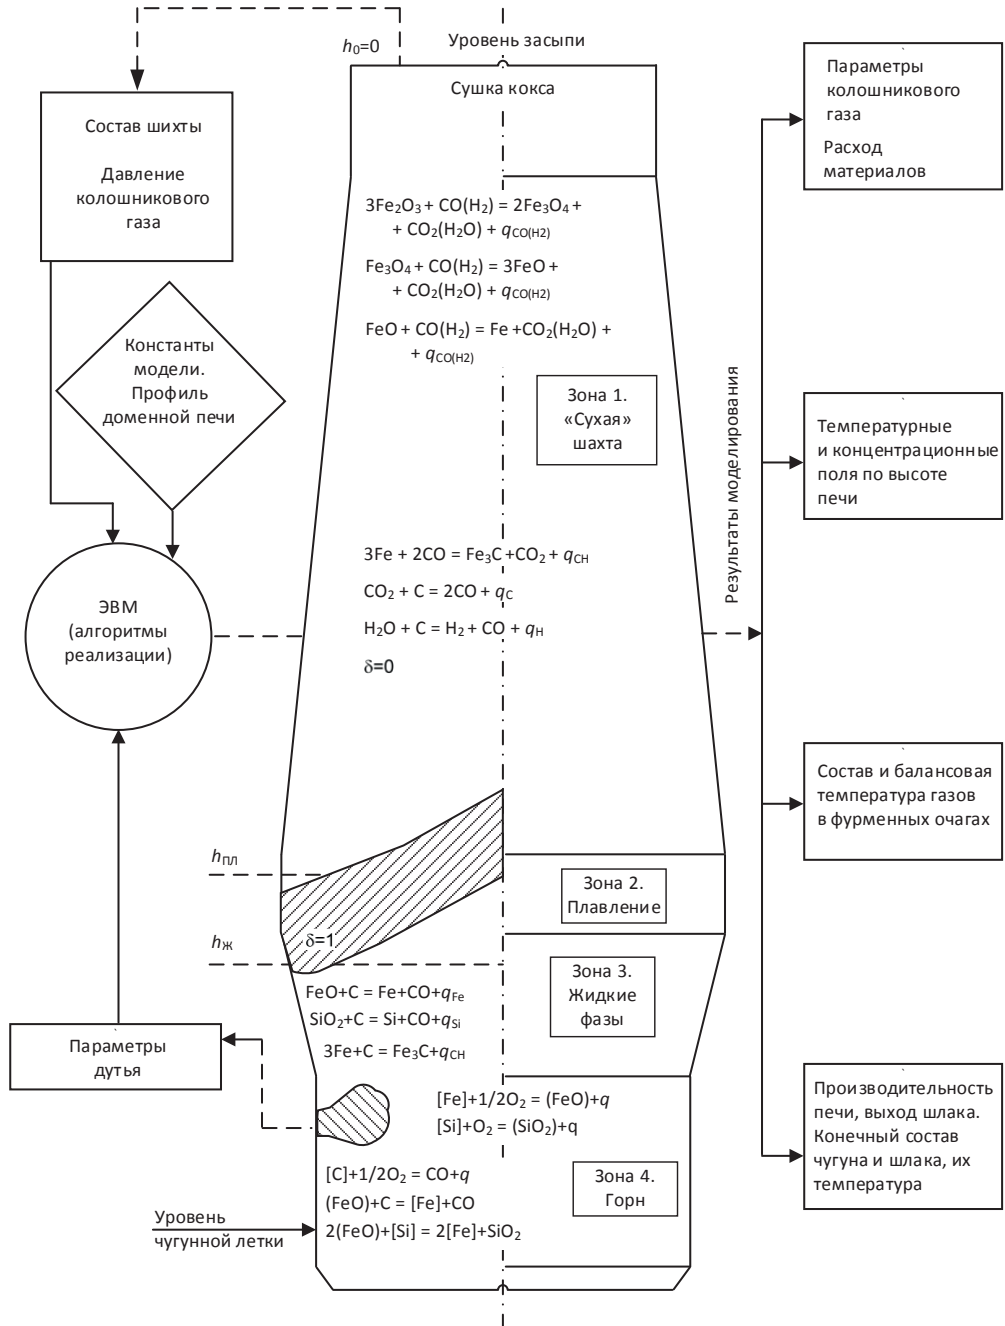 h₀=0
Уровень засыпи
Сушка кокса
Состав шихты
Давление
колошникового
газа
Константы
модели.
Профиль
доменной печи
ЭВМ
(алгоритмы
реализации)
Параметры
дутья
3Fe₂O₃ + CO(H₂) = 2Fe₃O₄ +
+ CO₂(H₂O) + qCO(H2)
Fe₃O₄ + CO(H₂) = 3FeO +
+ CO₂(H₂O) + qCO(H2)
FeO + CO(H₂) = Fe +CO₂(H₂O) +
+ qCO(H2)
Зона 1.
«Сухая»
шахта
3Fe + 2CO = Fe₃C +CO₂ + qCH
CO₂ + C = 2CO + qC
H₂O + C = H₂ + CO + qH
δ=0
hПЛ
Зона 2.
Плавление
δ=1
hЖ
Зона 3.
Жидкие
фазы
FeO+C = Fe+CO+qFe
SiO₂+C = Si+CO+qSi
3Fe+C = Fe₃C+qCH
[Fe]+1/2O₂ = (FeO)+q
[Si]+O₂ = (SiO₂)+q
[C]+1/2O₂ = CO+q
(FeO)+C = [Fe]+CO
2(FeO)+[Si] = 2[Fe]+SiO₂
Зона 4.
Горн
Уровень
чугунной летки
Результаты моделирования
Параметры
колошникового
газа
Расход
материалов
Температурные
и концентрационные
поля по высоте
печи
Состав и балансовая
температура газов
в фурменных очагах
Производительность
печи, выход шлака.
Конечный состав
чугуна и шлака, их
температура